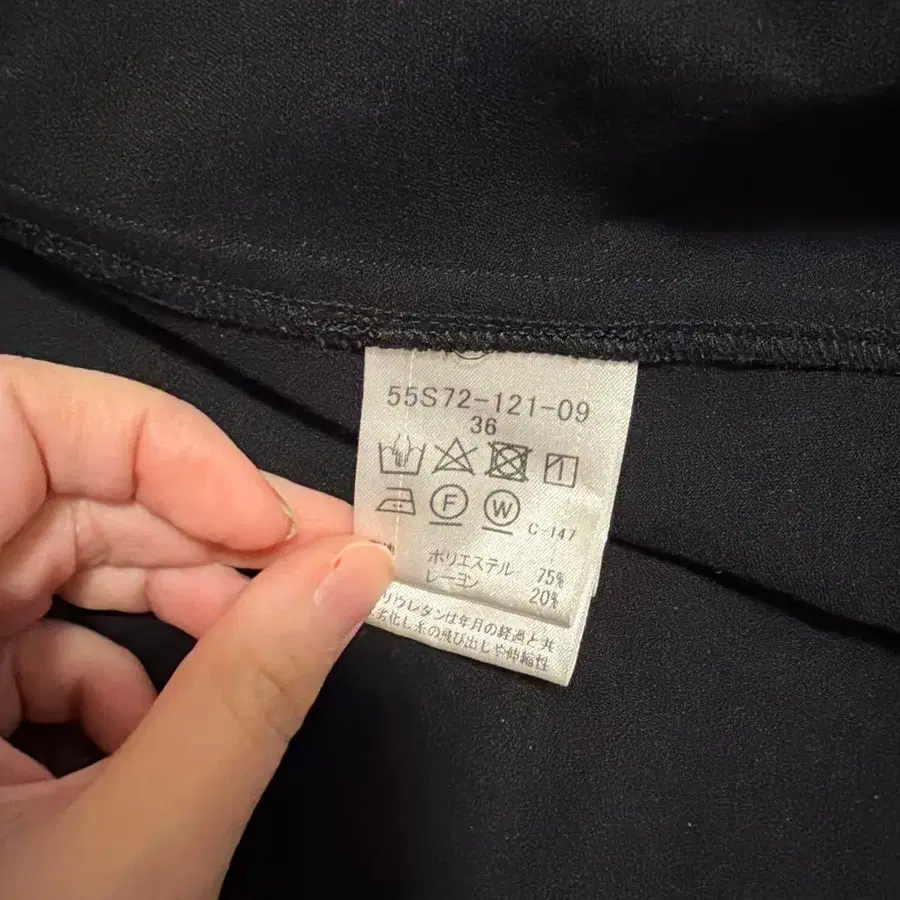 55S72-121-09
36
F W C-147
ポリエステル 75%
レーヨン 20%
リウレタンは年月の経過と共
劣化し糸の飛び出しや伸縮性